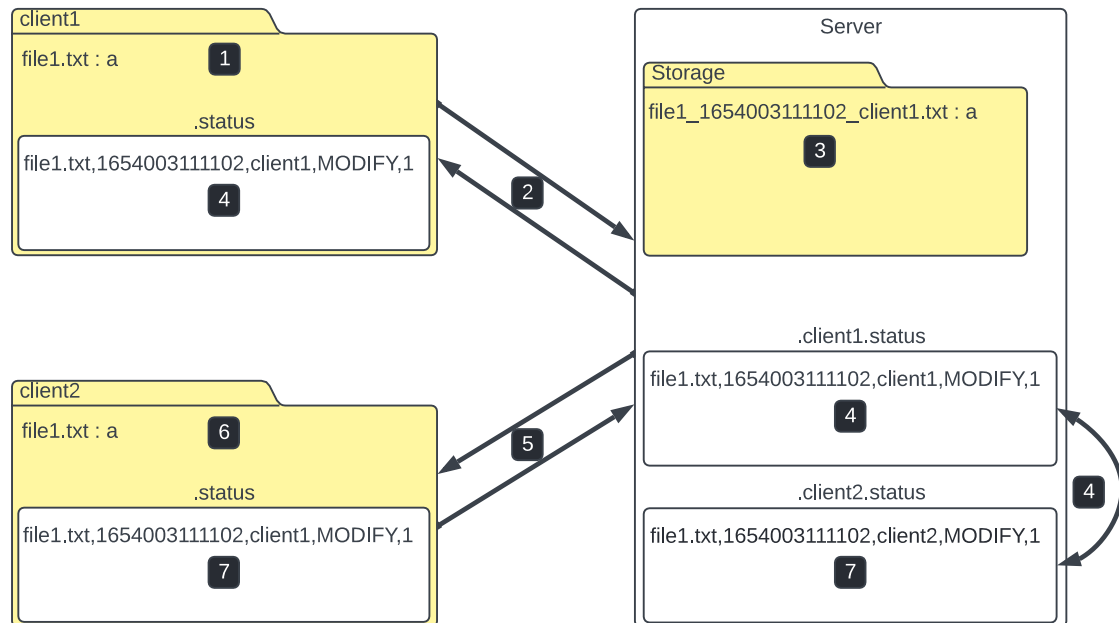 client1
file1.txt : a
1
.status
file1.txt,1654003111102,client1,MODIFY,1
4
2
Server
Storage
file1_1654003111102_client1.txt : a
3
.client1.status
file1.txt,1654003111102,client1,MODIFY,1
4
client2
file1.txt : a
6
.status
file1.txt,1654003111102,client1,MODIFY,1
7
5
.client2.status
file1.txt,1654003111102,client2,MODIFY,1
7
4